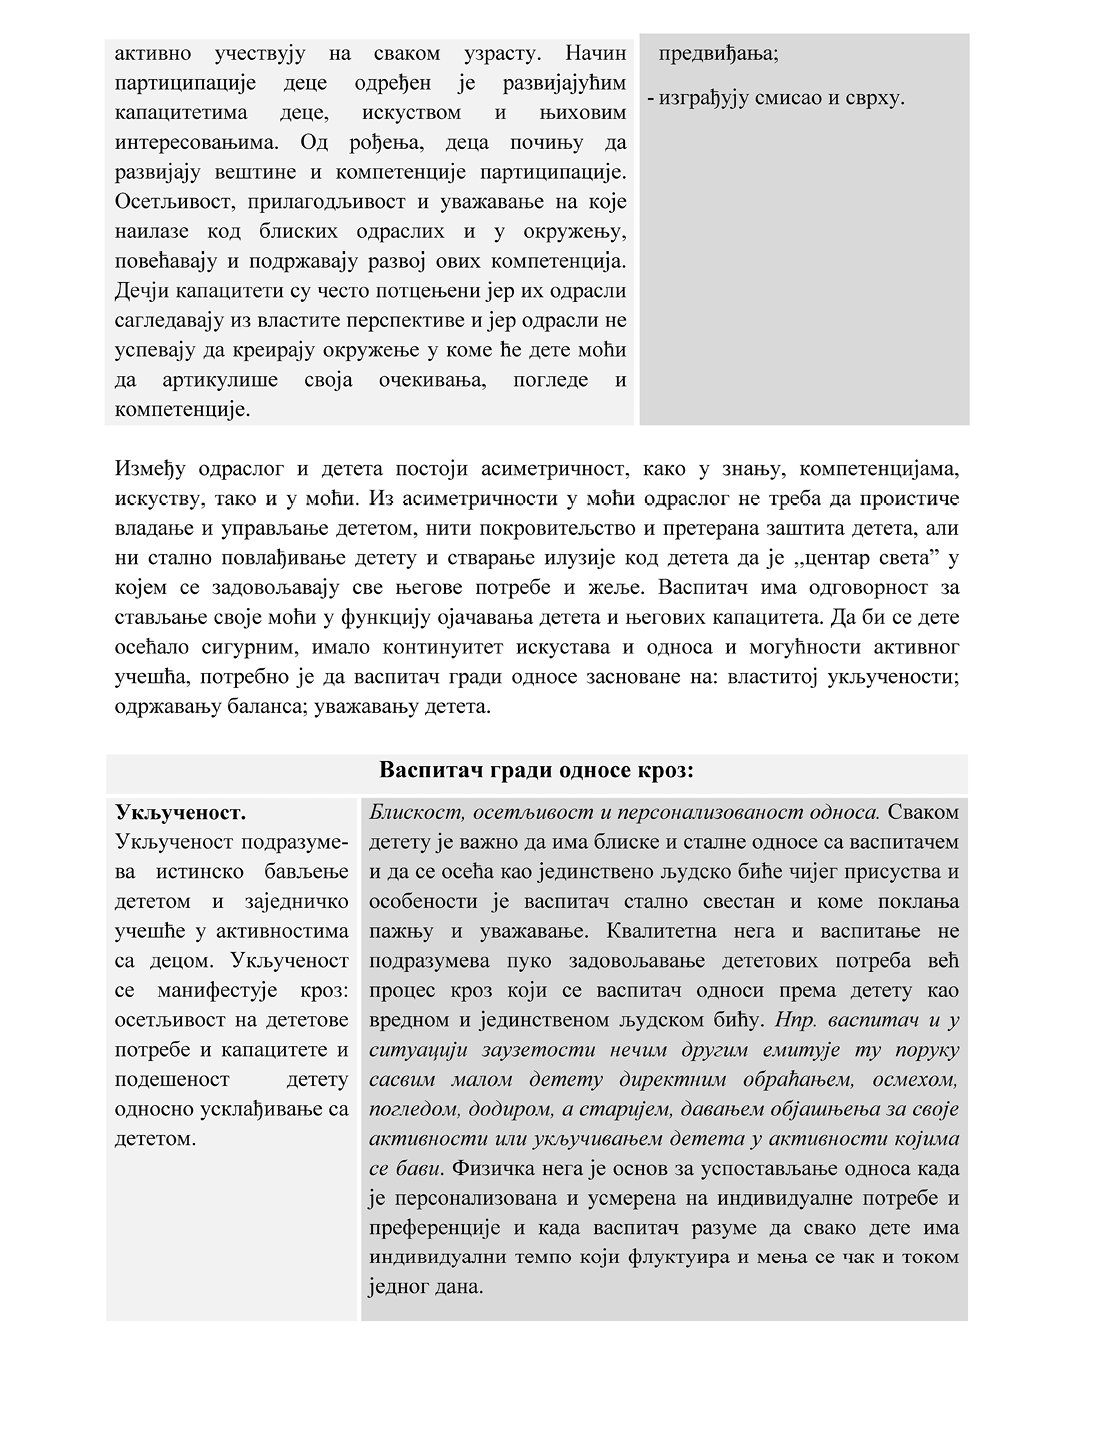 активно учествују на сваком узрасту. Начин
партиципације деце одређен је развијајућим
капацитетима деце, искуством и њиховим
интересовањима. Од рођења, деца почињу да
развијају вештине и компетенције партиципације.
Осетљивост, прилагодљивост и уважавање на које
наилазе код блиских одраслих и у окружењу,
повећавају и подржавају развој ових компетенција.
Дечји капацитети су често потцењени јер их одрасли
сагледавају из властите перспективе и јер одрасли не
успевају да креирају окружење у коме ће дете моћи
да артикулише своја очекивања, погледе и
компетенције.
предвиђања;
- изграђују смисао и сврху.
Између одраслог и детета постоји асиметричност, како у знању, компетенцијама,
искуству, тако и у моћи. Из асиметричности у моћи одраслог не треба да проистиче
владање и управљање дететом, нити покровитељство и претерана заштита детета, али
ни стално повлађивање детету и стварање илузије код детета да је ,,центар света” у
којем се задовољавају све његове потребе и жеље. Васпитач има одговорност за
стављање своје моћи у функцију ојачавања детета и његових капацитета. Да би се дете
осећало сигурним, имало континуитет искустава и односа и могућности активног
учешћа, потребно је да васпитач гради односе засноване на: властитој укључености;
одржавању баланса; уважавању детета.
Васпитач гради односе кроз:
Укљученост.
Укљученост подразуме-
ва истинско бављење
дететом и заједничко
учешће у активностима
са децом. Укљученост
се манифестује кроз:
осетљивост на дететове
потребе и капацитете и
подешеност детету
односно усклађивање са
дететом.
Блискост, осетљивост и персонализованост односа. Сваком
детету је важно да има блиске и сталне односе са васпитачем
и да се осећа као јединствено људско биће чијег присуства и
особености је васпитач стално свестан и коме поклања
пажњу и уважавање. Квалитетна нега и васпитање не
подразумева пуко задовољавање дететових потреба већ
процес кроз који се васпитач односи према детету као
вредном и јединственом људском бићу. Нпр. васпитач и у
ситуацији заузетости нечим другим емитује ту поруку
сасвим малом детету директним обраћањем, осмехом,
погледом, додиром, а старијем, давањем објашњења за своје
активности или укључивањем детета у активности којима
се бави. Физичка нега је основ за успостављање односа када
је персонализована и усмерена на индивидуалне потребе и
преференције и када васпитач разуме да свако дете има
индивидуални темпо који флуктуира и мења се чак и током
једног дана.